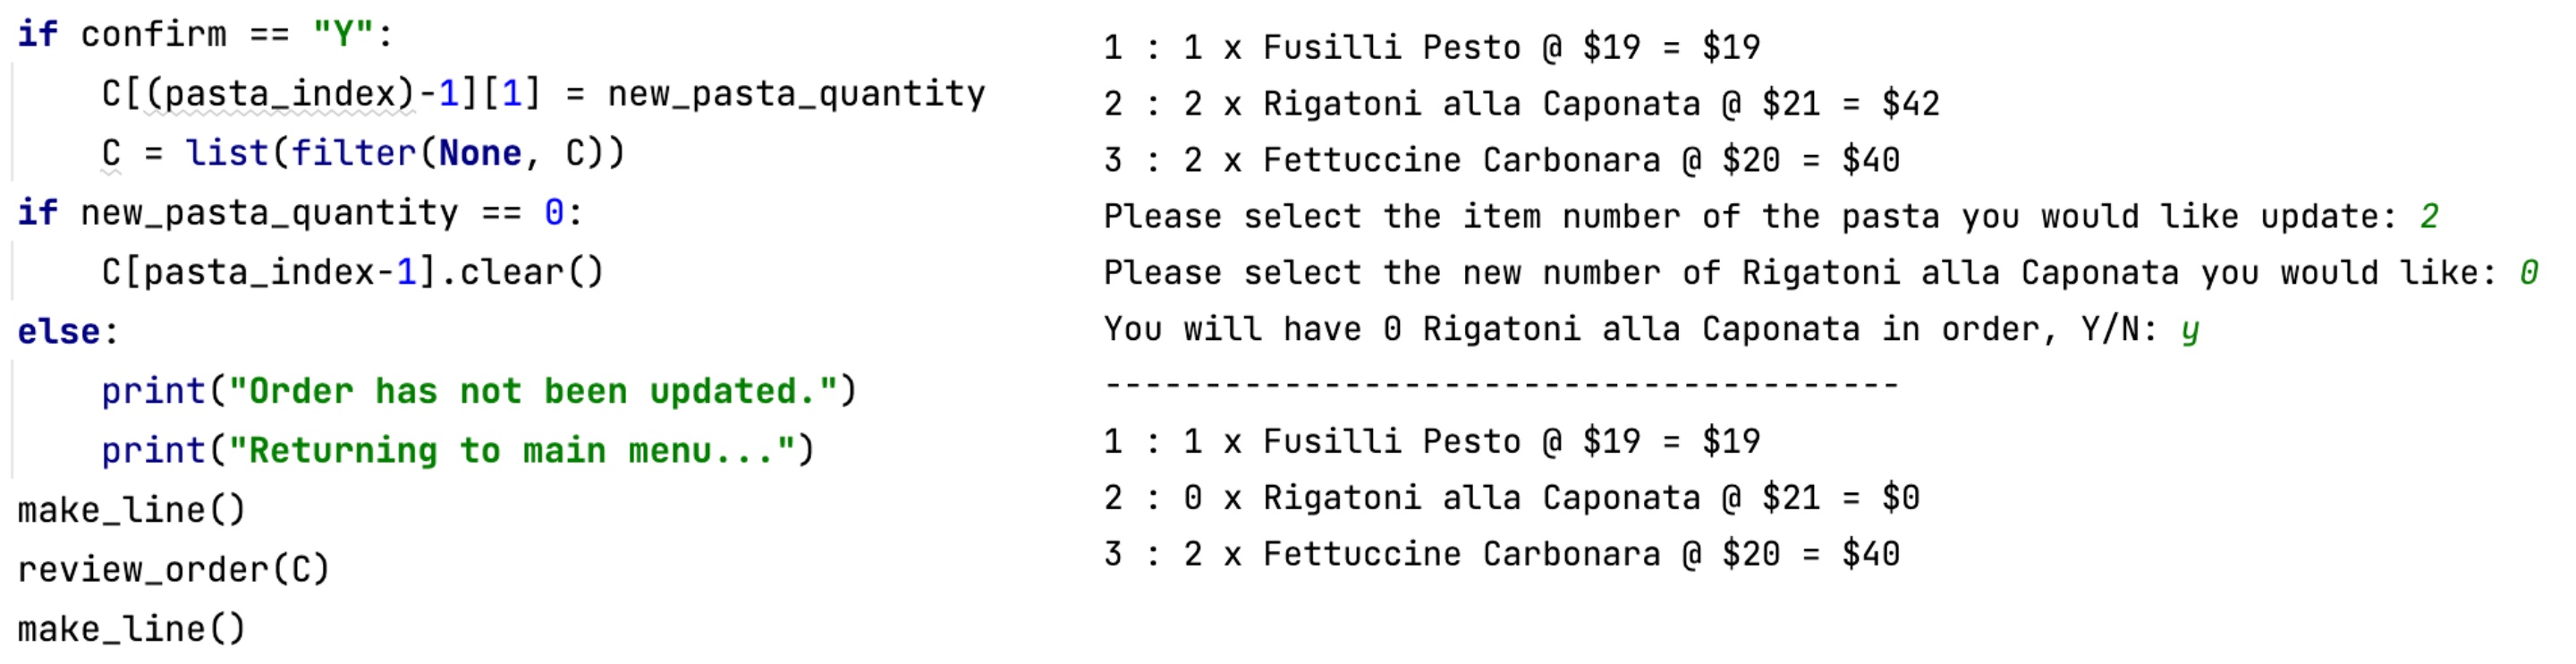 if confirm == "Y":
    C[(pasta_index)-1][1] = new_pasta_quantity
    C = list(filter(None, C))
if new_pasta_quantity == 0:
    C[pasta_index-1].clear()
else:
    print("Order has not been updated.")
    print("Returning to main menu...")
make_line()
review_order(C)
make_line()
1 : 1 x Fusilli Pesto @ $19 = $19
2 : 2 x Rigatoni alla Caponata @ $21 = $42
3 : 2 x Fettuccine Carbonara @ $20 = $40
Please select the item number of the pasta you would like update: 2
Please select the new number of Rigatoni alla Caponata you would like: 0
You will have 0 Rigatoni alla Caponata in order, Y/N: y
----------------------------------------
1 : 1 x Fusilli Pesto @ $19 = $19
2 : 0 x Rigatoni alla Caponata @ $21 = $0
3 : 2 x Fettuccine Carbonara @ $20 = $40